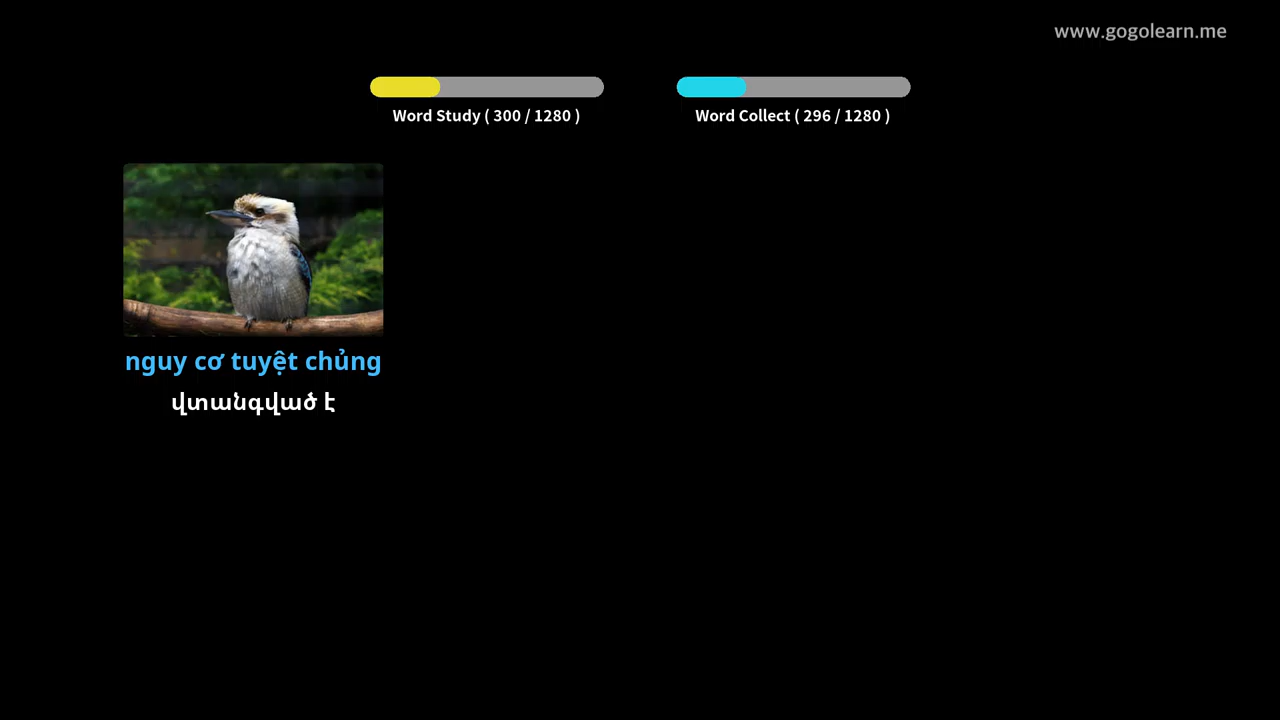 www.gogolearn.me
Word Study ( 300 / 1280 )
Word Collect ( 296 / 1280 )
nguy cơ tuyệt chủng
վտանգված է